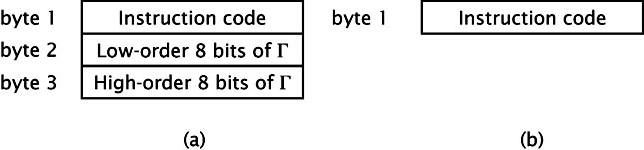 byte 1 Instruction code byte 1 Instruction code
byte 2 Low-order 8 bits of Γ
byte 3 High-order 8 bits of Γ
(a) (b)